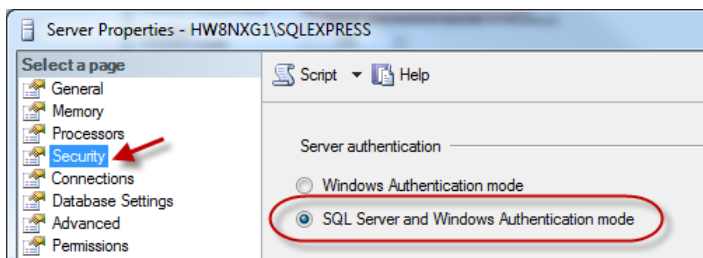 Server Properties - HW8NXG1\SQLEXPRESS
Select a page
General
Memory
Processors
Security
Connections
Database Settings
Advanced
Permissions
Script
Help
Server authentication
Windows Authentication mode
SQL Server and Windows Authentication mode